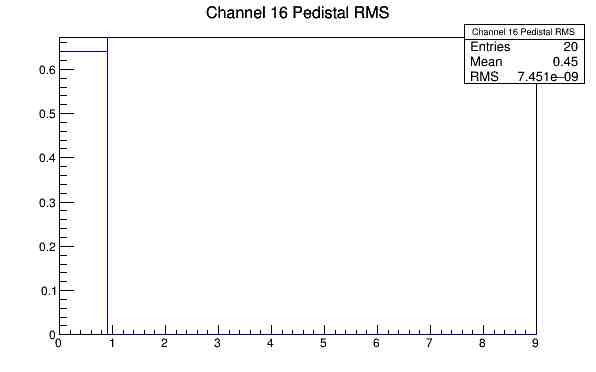 Channel 16 Pedistal RMS
Channel 16 Pedistal RMS
Entries 20
Mean 0.45
RMS 7.451e−09
0.6
0.5
0.4
0.3
0.2
0.1
0
0 1 2 3 4 5 6 7 8 9